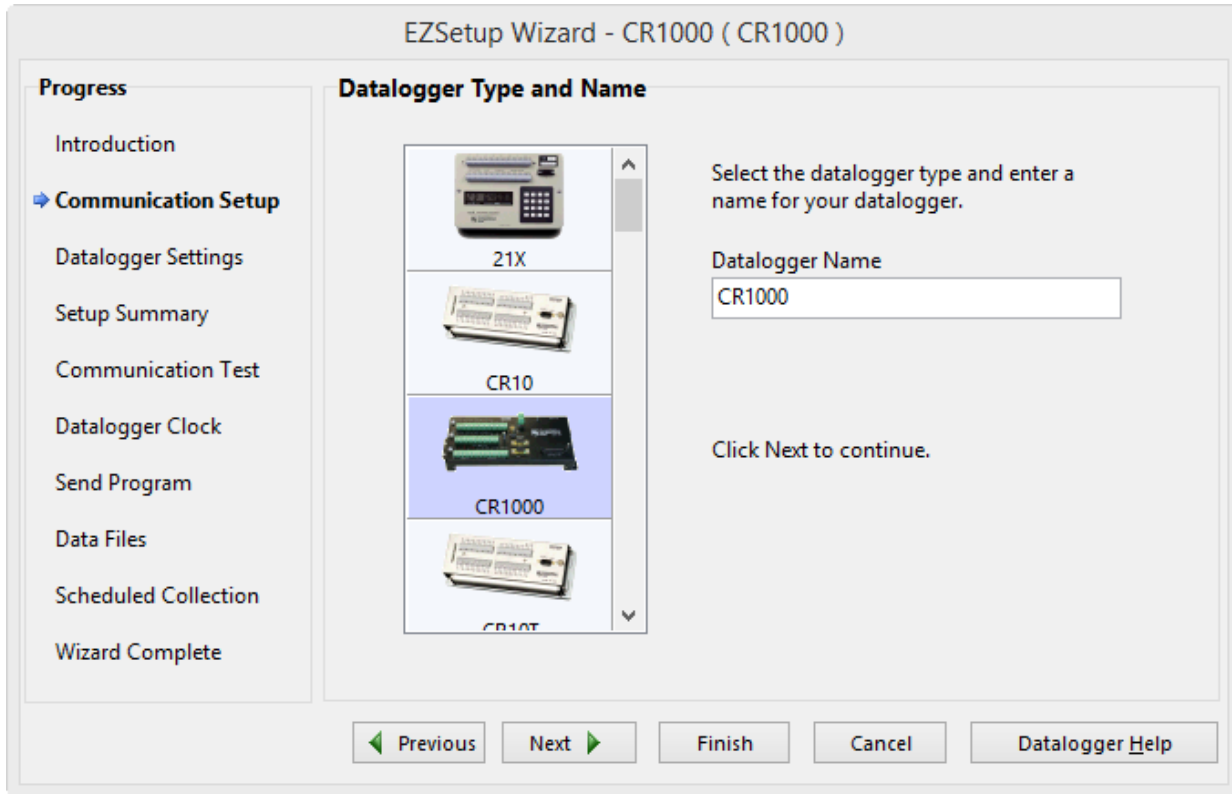 EZSetup Wizard - CR1000 ( CR1000 )
Progress
Introduction
Communication Setup
Datalogger Settings
Setup Summary
Communication Test
Datalogger Clock
Send Program
Data Files
Scheduled Collection
Wizard Complete
Datalogger Type and Name
21X
CR10
CR1000
CR10T
Select the datalogger type and enter a
name for your datalogger.
Datalogger Name
CR1000
Click Next to continue.
Previous
Next
Finish
Cancel
Datalogger Help